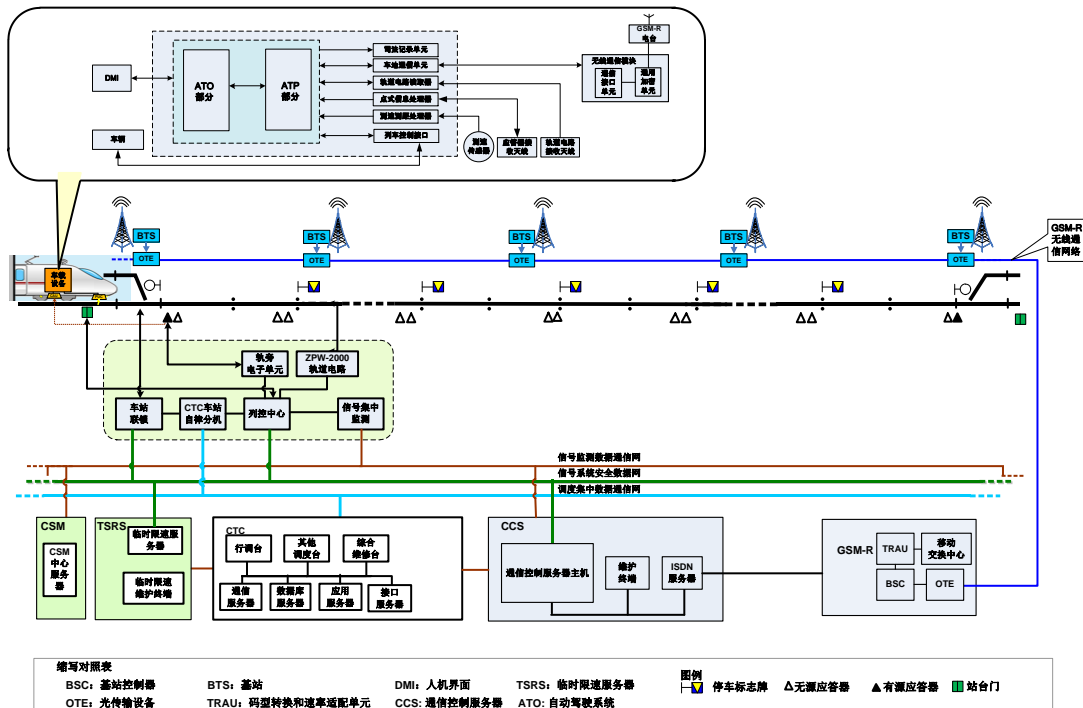 GSM-R
电台
司法记录单元
车地通信单元
轨道电路读取器
点式信息处理器
测速测距处理器
列车控制接口
DMI
ATO
部分
ATP
部分
车辆
无线通信模块
通信
接口
单元
通用
加密
单元
测速
传感器
应答器接
收天线
轨道电路
接收天线
BTS
BTS
BTS
BTS
BTS
OTE
OTE
OTE
OTE
OTE
GSM-R
无线通
信网络
车载
设备
轨旁
电子单元
ZPW-2000
轨道电路
车站
联锁
CTC车站
自律分机
列控中心
信号集中
监测
信号监测数据通信网
信号系统安全数据网
调度集中数据通信网
CSM
CSM
中心
服务
器
TSRS
临时限速服
务器
临时限速
维护终端
CTC
行调台
其他
调度台
综合
维修台
通信
服务器
数据库
服务器
应用
服务器
接口
服务器
CCS
通信控制服务器主机
维护
终端
ISDN
服务器
GSM-R
TRAU
移动
交换中心
BSC
OTE
缩写对照表
BSC：基站控制器
BTS：基站
DMI：人机界面
TSRS：临时限速服务器
OTE：光传输设备
TRAU：码型转换和速率适配单元
CCS: 通信控制服务器
ATO: 自动驾驶系统
图例
停车标志牌
无源应答器
有源应答器
站台门